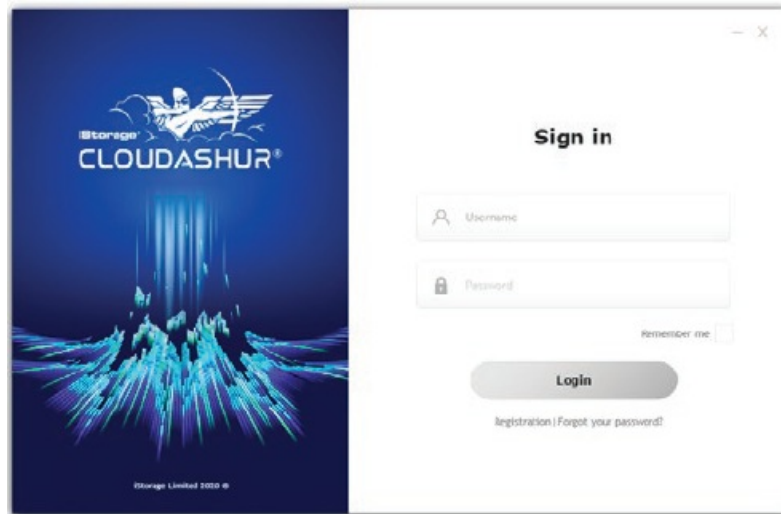 iStorage®
CLOUDASHUR®
iStorage Limited 2020 ©
Sign in
Username
Password
Remember me
Login
Registration | Forgot your password?